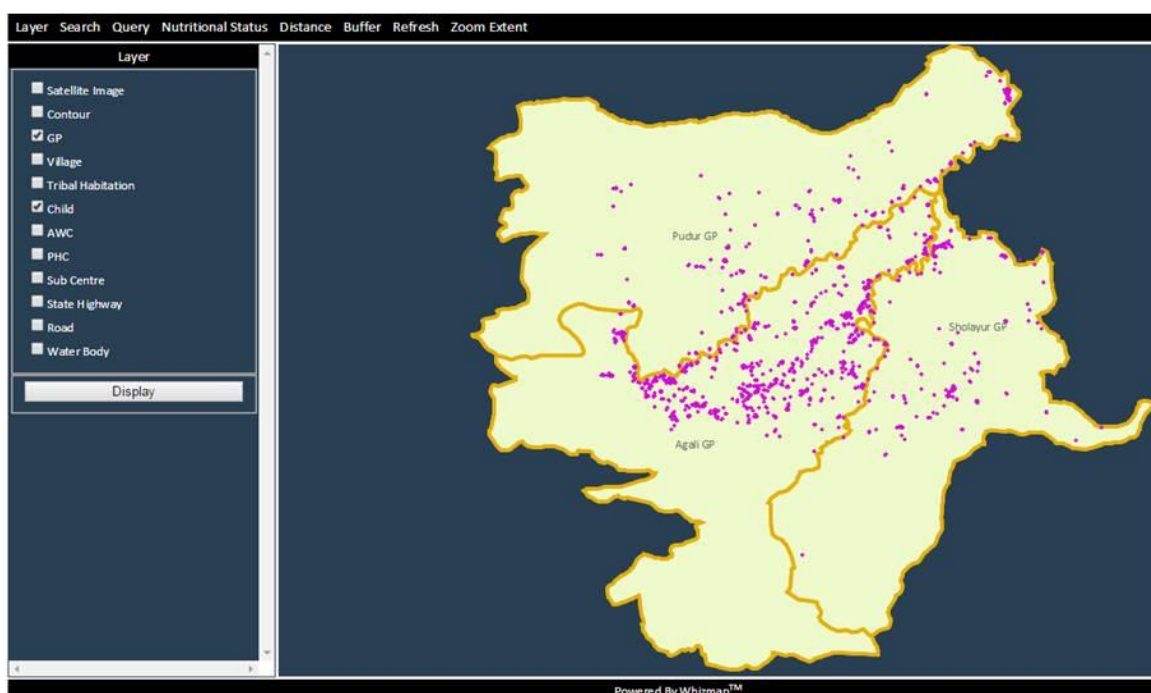 Layer Search Query Nutritional Status Distance Buffer Refresh Zoom Extent
Layer
Satellite Image
Contour
GP
Village
Tribal Habitation
Child
AWC
PHC
Sub Centre
State Highway
Road
Water Body
Display
Pudur GP
Sholayur GP
Agali GP
Powered By Whizmap™